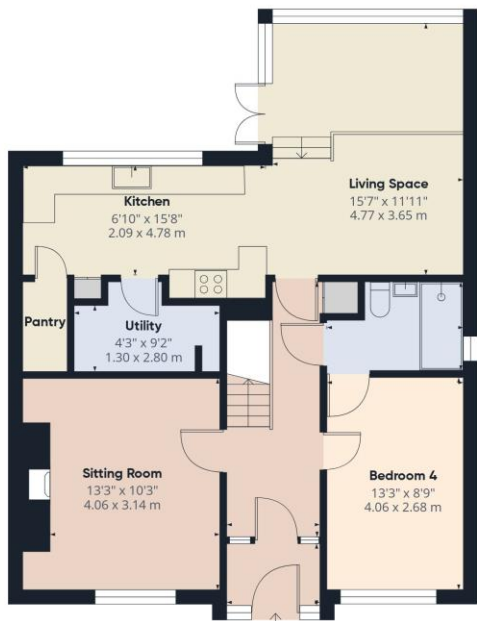 Kitchen
6'10" x 15'8"
2.09 x 4.78 m
Living Space
15'7" x 11'11"
4.77 x 3.65 m
Pantry
Utility
4'3" x 9'2"
1.30 x 2.80 m
Sitting Room
13'3" x 10'3"
4.06 x 3.14 m
Bedroom 4
13'3" x 8'9"
4.06 x 2.68 m